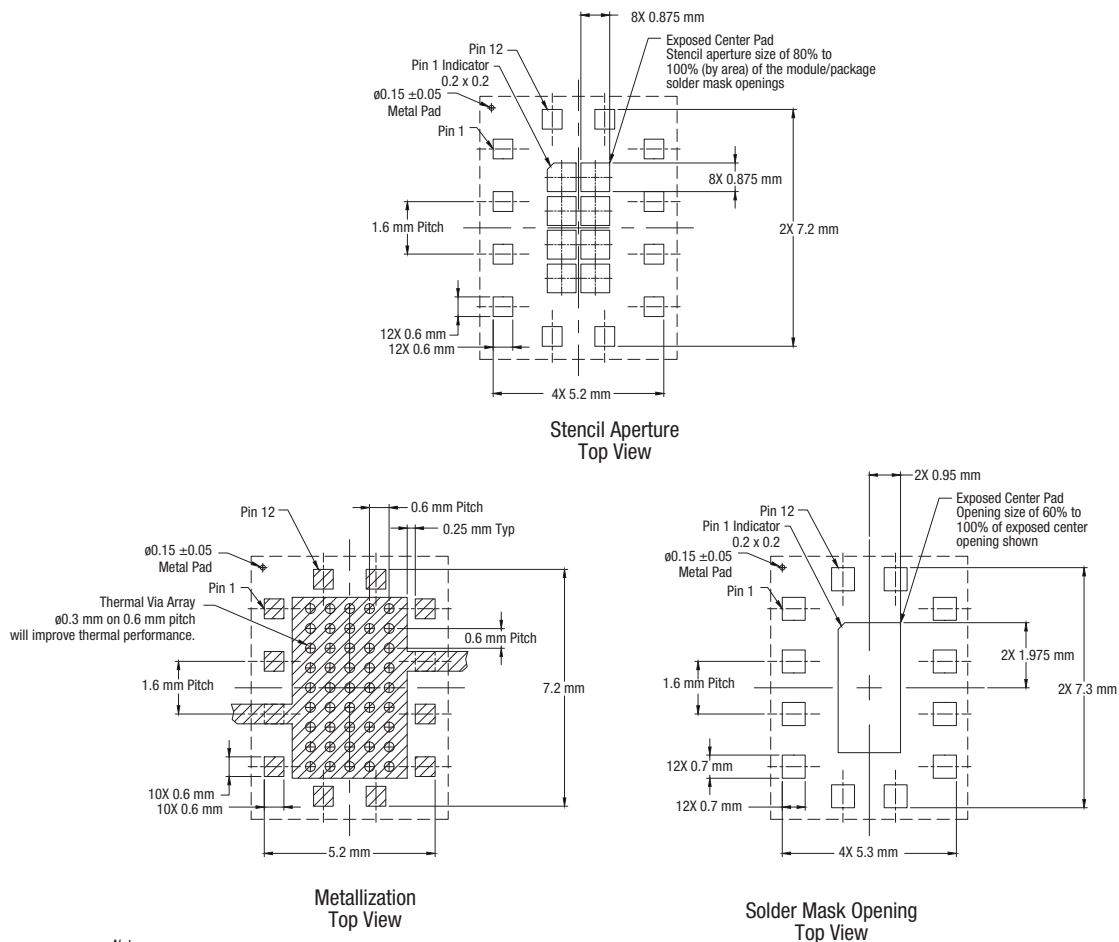 8X 0.875 mm
Exposed Center Pad
Stencil aperture size of 80% to
100% (by area) of the module/package
solder mask openings
Pin 12
Pin 1 Indicator
0.2 x 0.2
ø0.15 ±0.05
Metal Pad
Pin 1
8X 0.875 mm
2X 7.2 mm
1.6 mm Pitch
12X 0.6 mm
12X 0.6 mm
4X 5.2 mm
Stencil Aperture
Top View
0.6 mm Pitch
0.25 mm Typ
Pin 12
ø0.15 ±0.05
Metal Pad
Pin 1
Thermal Via Array
ø0.3 mm on 0.6 mm pitch
will improve thermal performance.
0.6 mm Pitch
1.6 mm Pitch
7.2 mm
10X 0.6 mm
10X 0.6 mm
5.2 mm
Metallization
Top View
2X 0.95 mm
Exposed Center Pad
Opening size of 60% to
100% of exposed center
opening shown
Pin 12
Pin 1 Indicator
0.2 x 0.2
ø0.15 ±0.05
Metal Pad
Pin 1
2X 1.975 mm
1.6 mm Pitch
2X 7.3 mm
12X 0.7 mm
12X 0.7 mm
4X 5.3 mm
Solder Mask Opening
Top View